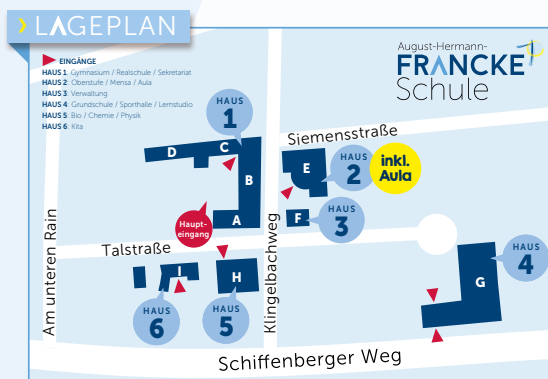 LAGEPLAN
EINGÄNGE
HAUS 1 Gymnasium / Realschule / Sekretariat
HAUS 2 Oberstufe / Mensa / Aula
HAUS 3 Verwaltung
HAUS 4 Grundschule / Sporthalle / Lernstudio
HAUS 5 Bio / Chemie / Physik
HAUS 6 Kita
August-Hermann-
FRANCKE
Schule
HAUS
1
Siemensstraße
D
C
B
A
E
HAUS
2
inkl.
Aula
F
HAUS
3
Haupt-
eingang
Am unteren Rain
Talstraße
Klingelbachweg
HAUS
4
G
I
H
HAUS
6
HAUS
5
Schiffenberger Weg